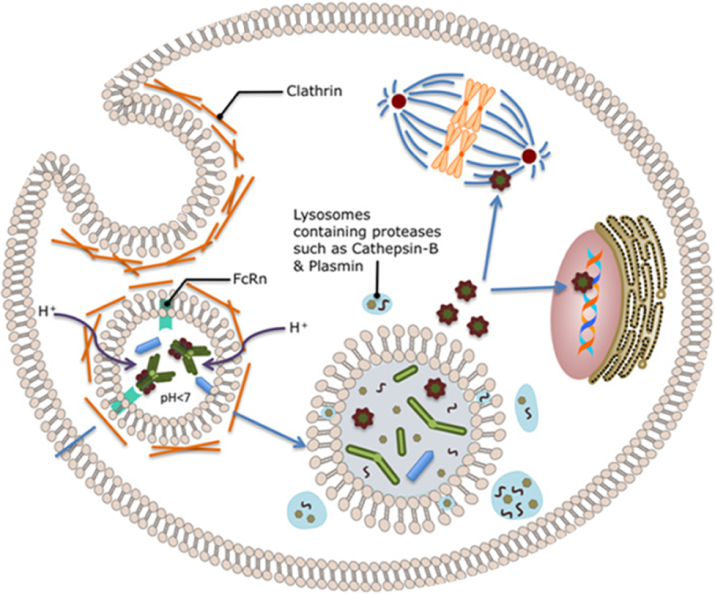 Clathrin
Lysosomes
containing proteases
such as Cathepsin-B
& Plasmin
FcRn
H⁺
H⁺
pH<7